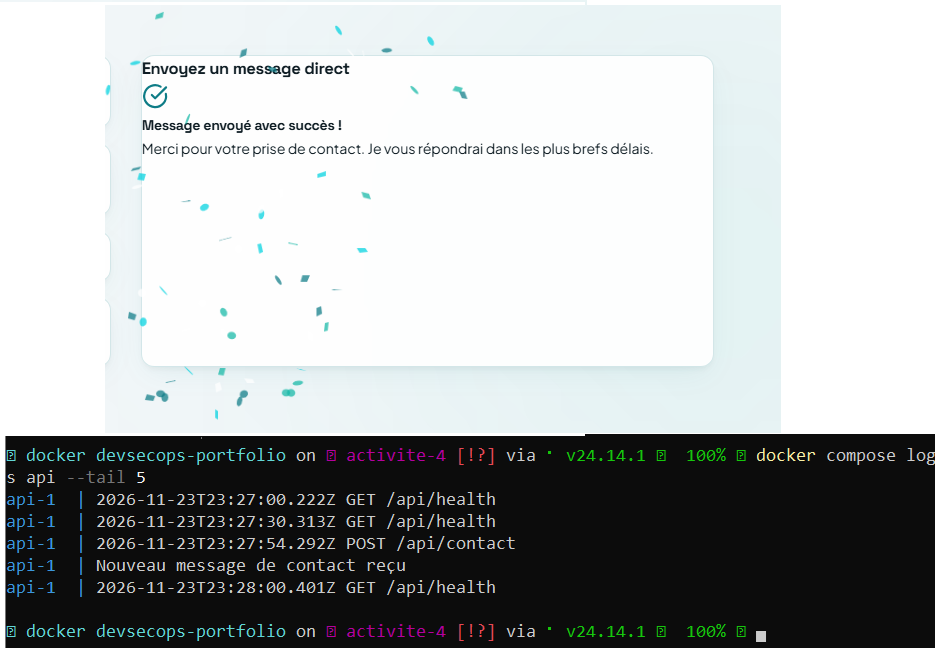 Envoyez un message direct
Message envoyé avec succès !
Merci pour votre prise de contact. Je vous répondrai dans les plus brefs délais.
docker devsecops-portfolio on activite-4 [!?] via v24.14.1 100% docker compose log
s api --tail 5
api-1 | 2026-11-23T23:27:00.222Z GET /api/health
api-1 | 2026-11-23T23:27:30.313Z GET /api/health
api-1 | 2026-11-23T23:27:54.292Z POST /api/contact
api-1 | Nouveau message de contact reçu
api-1 | 2026-11-23T23:28:00.401Z GET /api/health
docker devsecops-portfolio on activite-4 [!?] via v24.14.1 100%